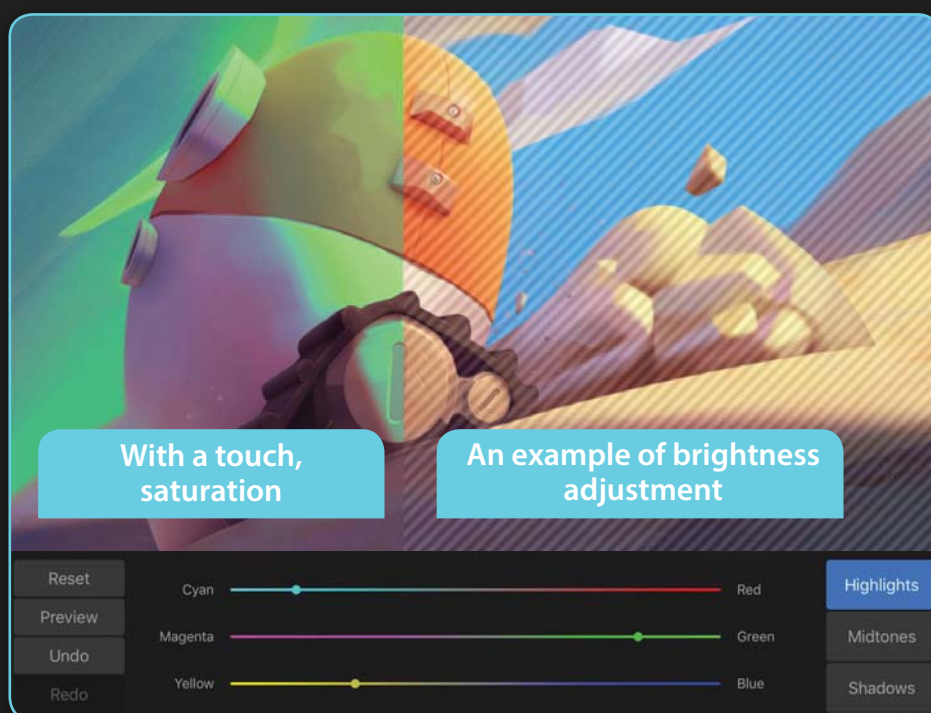 With a touch,
saturation
An example of brightness
adjustment
Reset
Preview
Undo
Redo
Cyan
Red
Magenta
Green
Yellow
Blue
Highlights
Midtones
Shadows